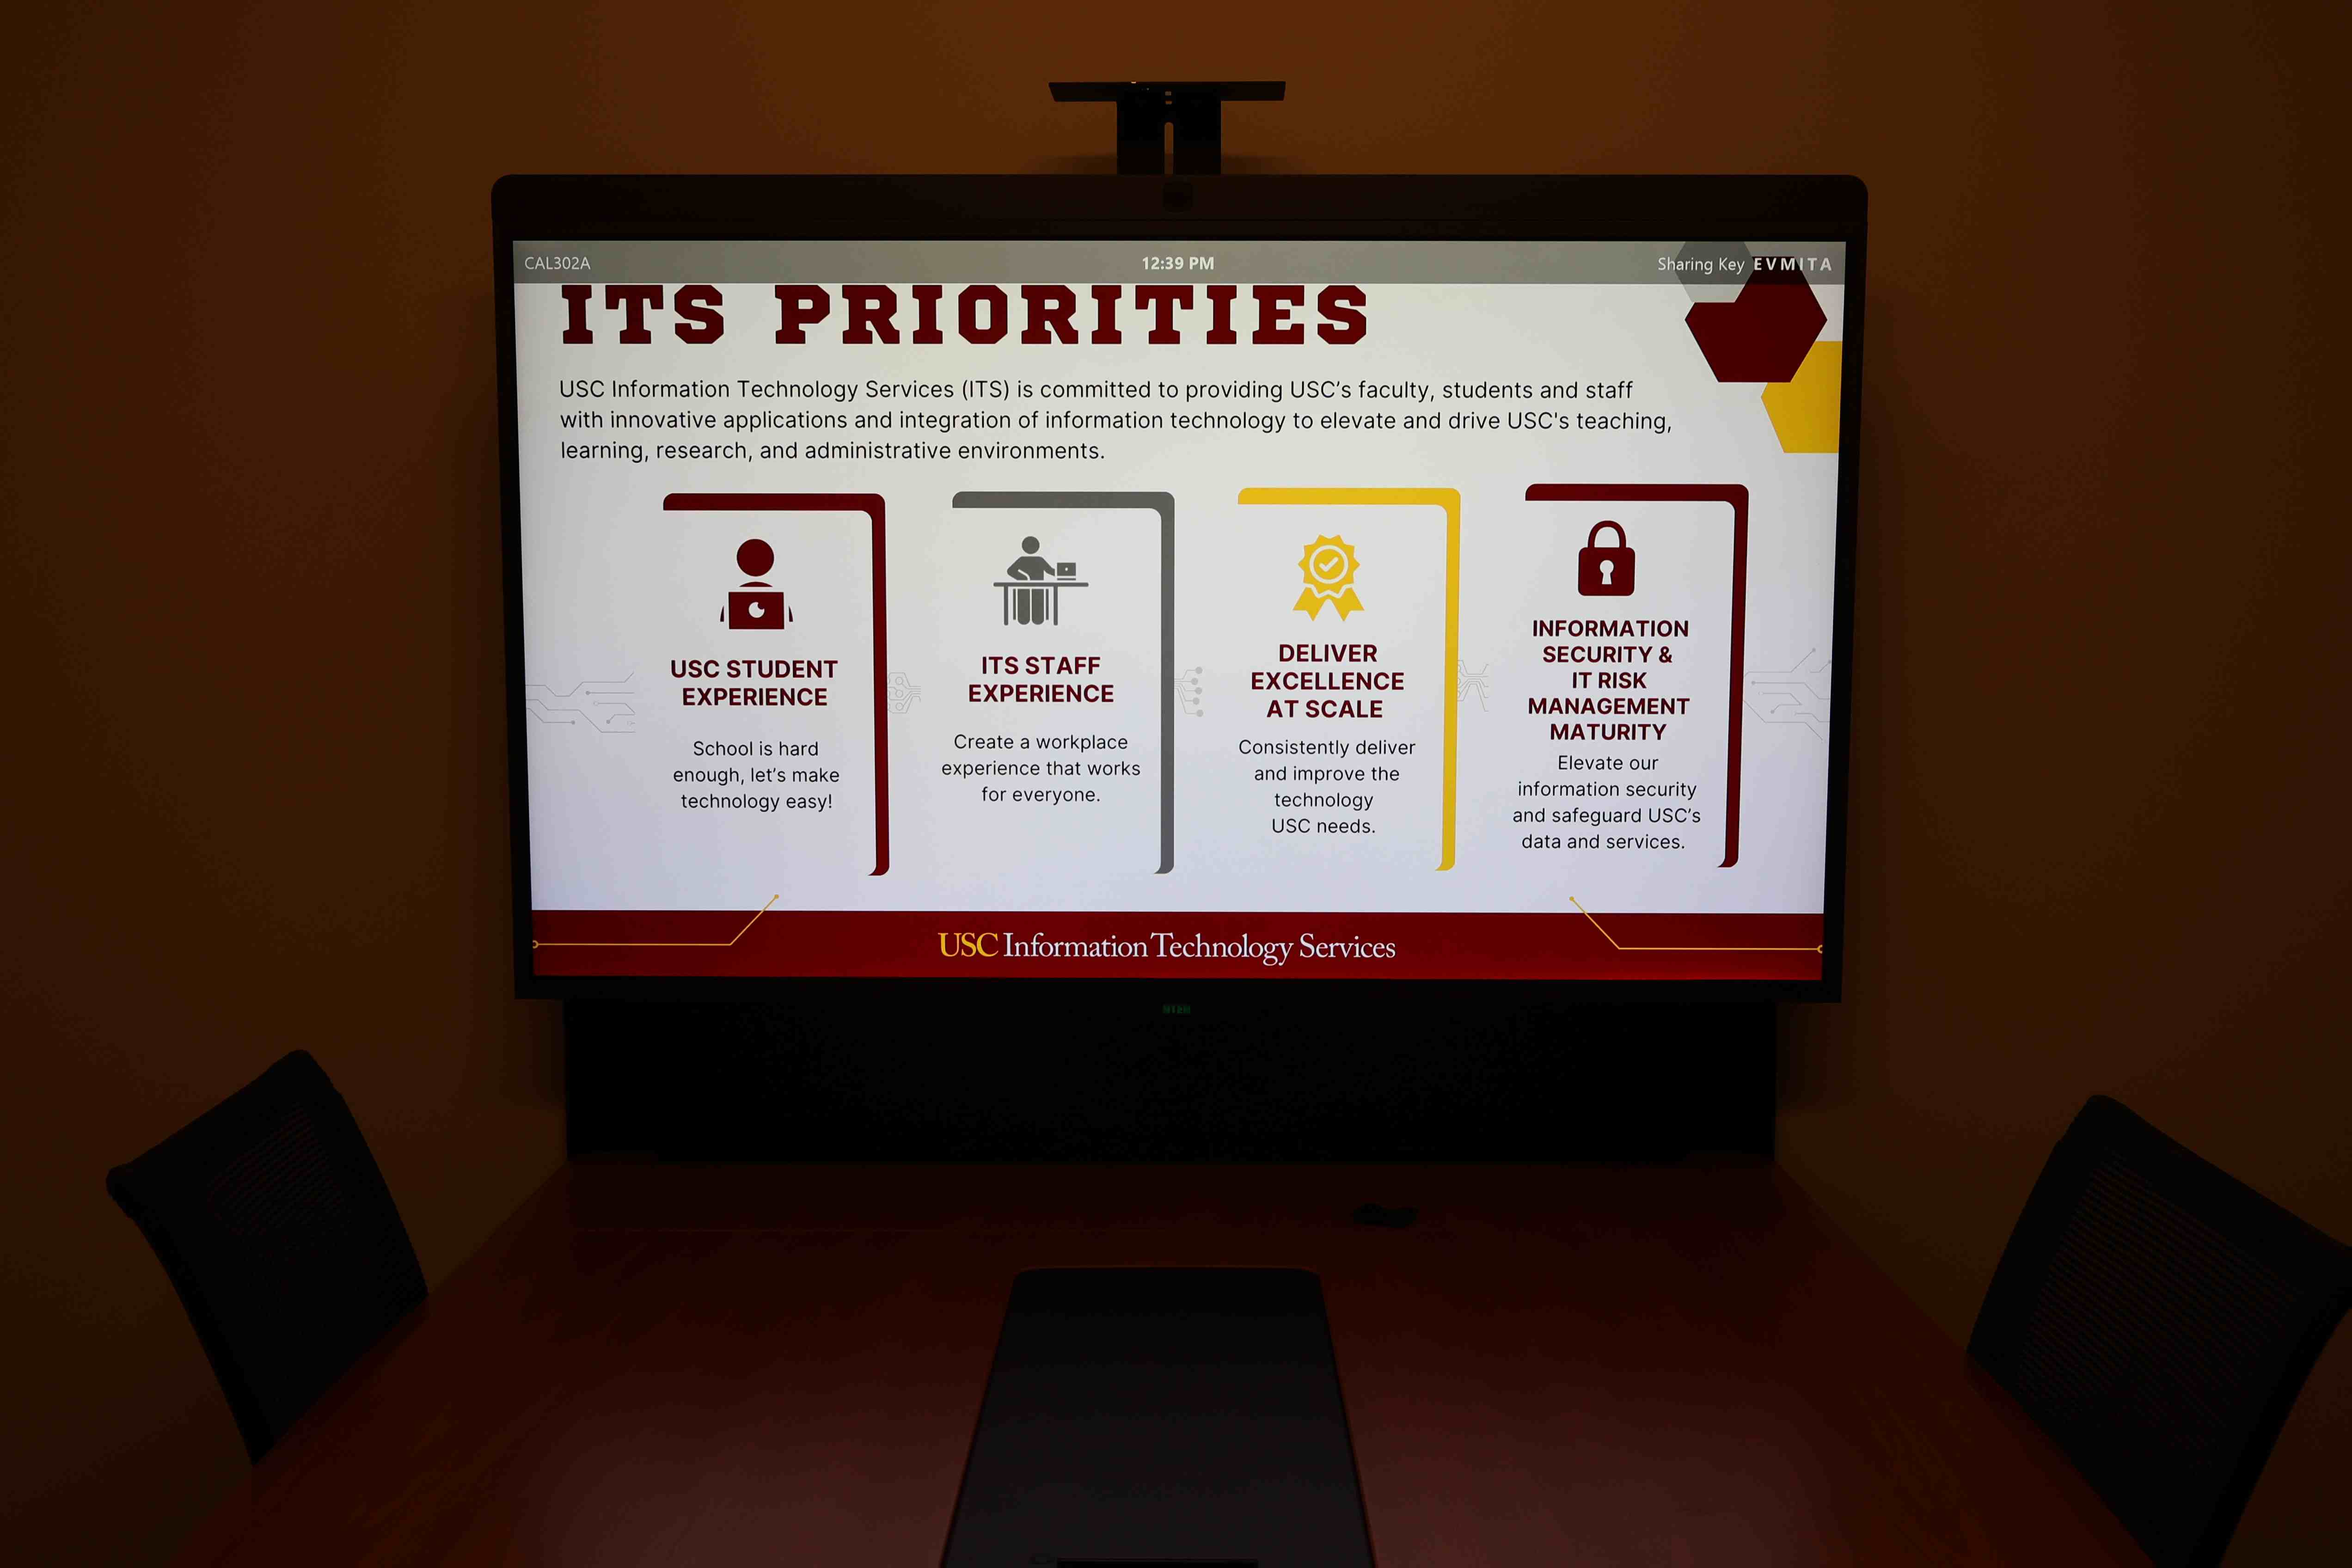 CAL302A
12:39 PM
Sharing Key EVMITA
ITS PRIORITIES
USC Information Technology Services (ITS) is committed to providing USC’s faculty, students and staff
with innovative applications and integration of information technology to elevate and drive USC's teaching,
learning, research, and administrative environments.
USC STUDENT
EXPERIENCE
School is hard
enough, let’s make
technology easy!
ITS STAFF
EXPERIENCE
Create a workplace
experience that works
for everyone.
DELIVER
EXCELLENCE
AT SCALE
Consistently deliver
and improve the
technology
USC needs.
INFORMATION
SECURITY &
IT RISK
MANAGEMENT
MATURITY
Elevate our
information security
and safeguard USC’s
data and services.
USC Information Technology Services